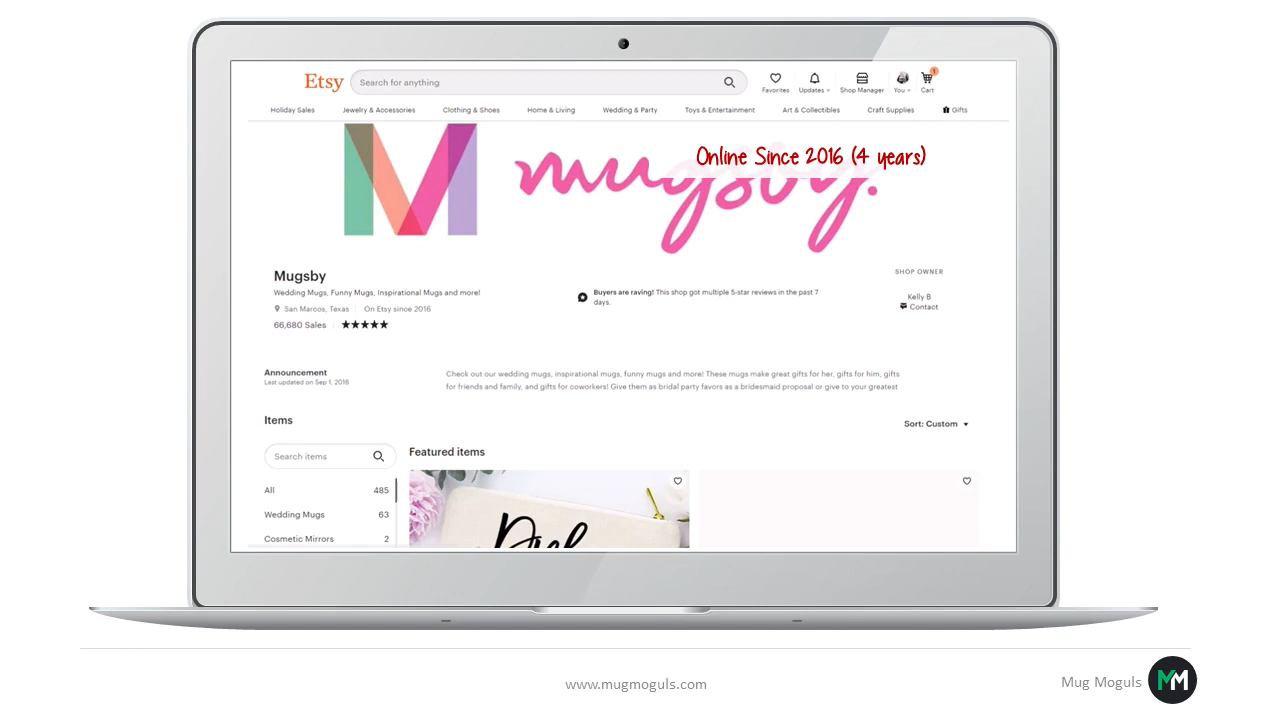 Etsy
Search for anything
1
Favorites Updates Shop Manager You Cart
Holiday Sales Jewelry & Accessories Clothing & Shoes Home & Living Wedding & Party Toys & Entertainment Art & Collectibles Craft Supplies Gifts
M mugsby.
Online Since 2016 (4 years)
Mugsby
Wedding Mugs, Funny Mugs, Inspirational Mugs and more!
San Marcos, Texas On Etsy since 2016
66,680 Sales
Buyers are raving! This shop got multiple 5-star reviews in the past 7
days.
SHOP OWNER
Kelly B
Contact
Announcement
Last updated on Sep 1, 2016
Check out our wedding mugs, inspirational mugs, funny mugs and more! These mugs make great gifts for her, gifts for him, gifts
for friends and family, and gifts for coworkers! Give them as bridal party favors as a bridesmaid proposal or give to your greatest
Items
Sort: Custom
Search items
Featured items
All 485
Wedding Mugs 63
Cosmetic Mirrors 2
www.mugmoguls.com
Mug Moguls
MM